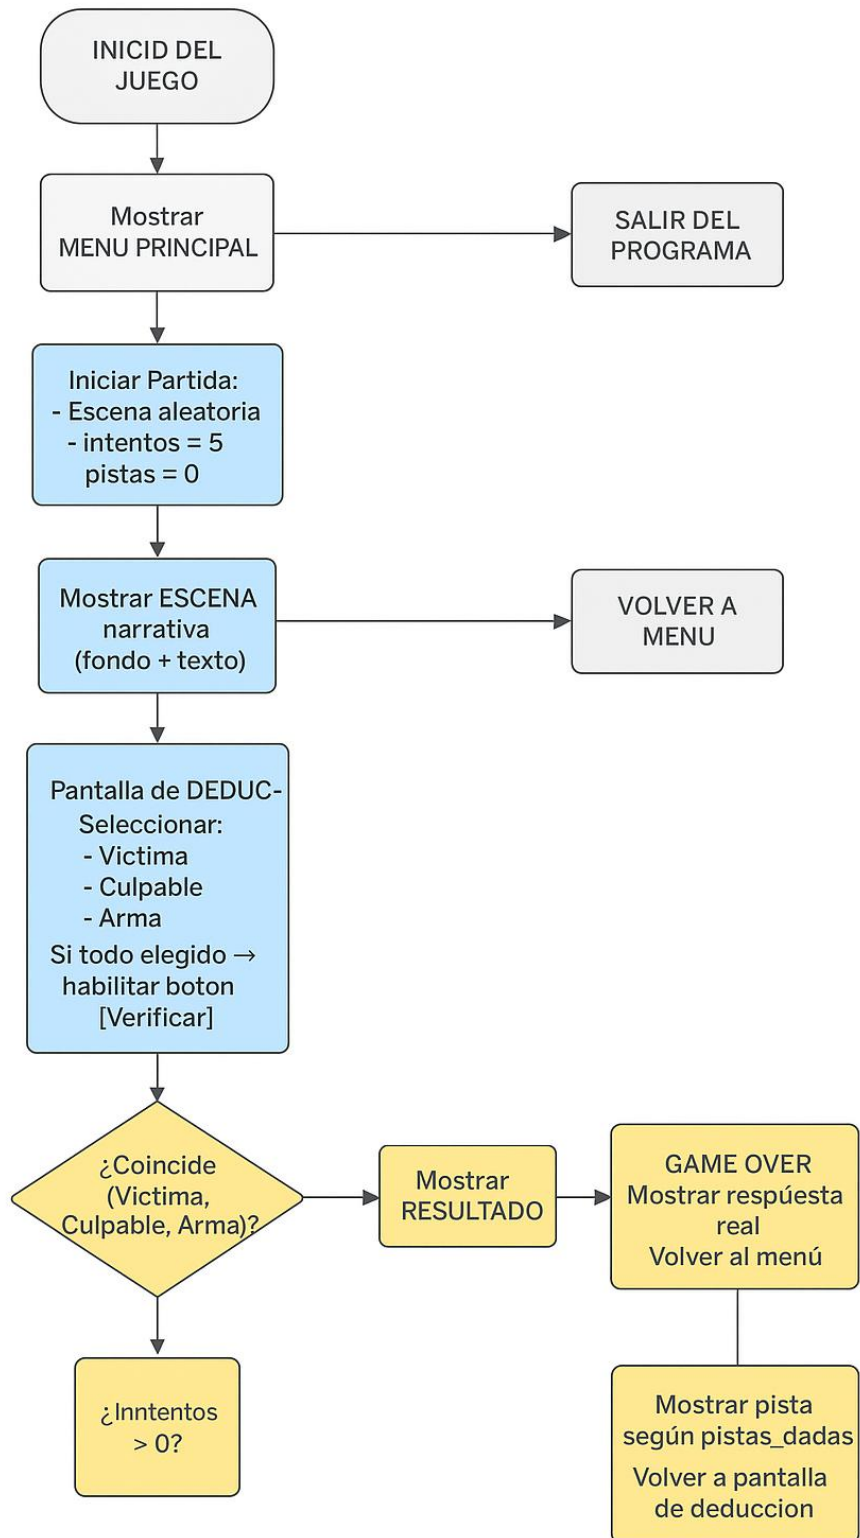 INICID DEL
JUEGO
Mostrar
MENU PRINCIPAL
SALIR DEL
PROGRAMA
Iniciar Partida:
- Escena aleatoria
- intentos = 5
pistas = 0
Mostrar ESCENA
narrativa
(fondo + texto)
VOLVER A
MENU
Pantalla de DEDUC-
Seleccionar:
- Victima
- Culpable
- Arma
Si todo elegido →
habilitar boton
[Verificar]
¿Coincide
(Victima,
Culpable, Arma)?
Mostrar
RESULTADO
GAME OVER
Mostrar respúesta
real
Volver al menú
¿Inntentos
> 0?
Mostrar pista
según pistas_dadas
Volver a pantalla
de deduccion